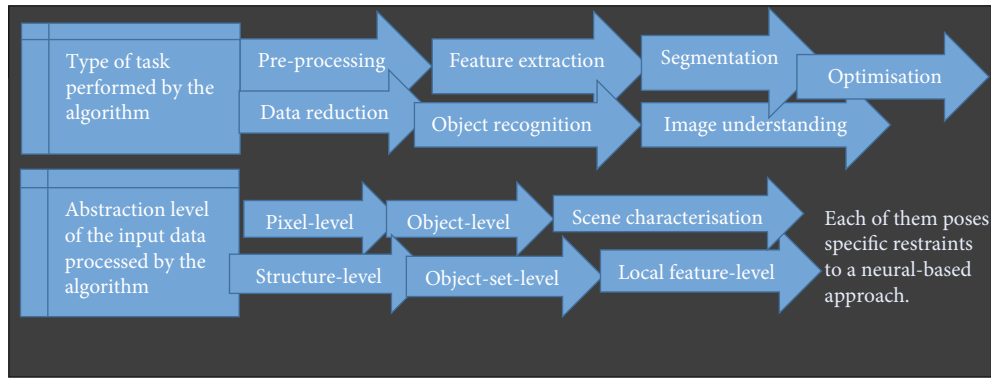 Type of task
performed by the
algorithm
Pre-processing
Feature extraction
Segmentation
Optimisation
Data reduction
Object recognition
Image understanding
Abstraction level
of the input data
processed by the
algorithm
Pixel-level
Object-level
Scene characterisation
Structure-level
Object-set-level
Local feature-level
Each of them poses
specific restraints
to a neural-based
approach.